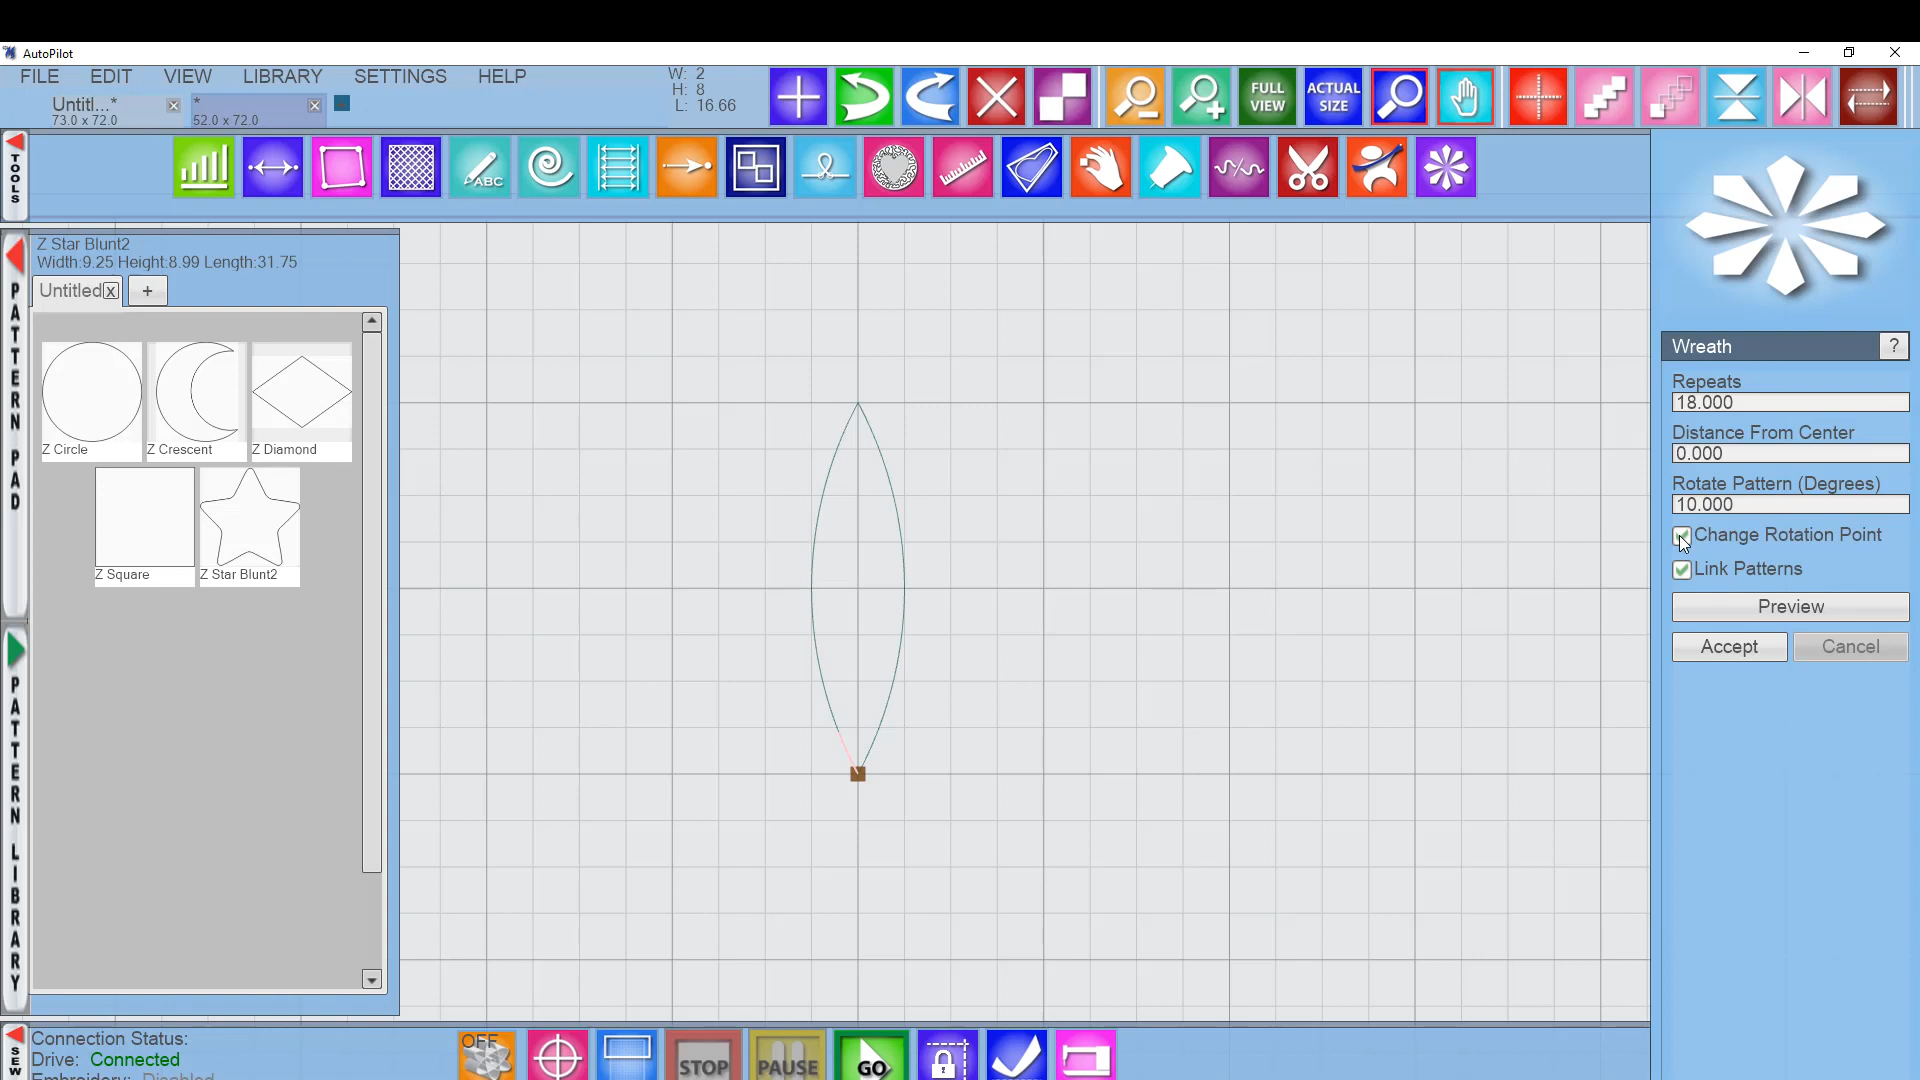 AutoPilot
FILE EDIT VIEW LIBRARY SETTINGS HELP
W: 2
H: 8
L: 16.66
Untitl...*
73.0 x 72.0
*
52.0 x 72.0
FULL VIEW
ACTUAL SIZE
TOOLS
ABC
Z Star Blunt2
Width:9.25 Height:8.99 Length:31.75
Untitled
PATTERN PAD
Z Circle
Z Crescent
Z Diamond
Z Square
Z Star Blunt2
PATTERN LIBRARY
Wreath ?
Repeats
18.000
Distance From Center
0.000
Rotate Pattern (Degrees)
10.000
Change Rotation Point
Link Patterns
Preview
Accept Cancel
SEW
Connection Status:
Drive: Connected
Embroidery: Disabled
OFF
STOP
PAUSE
GO